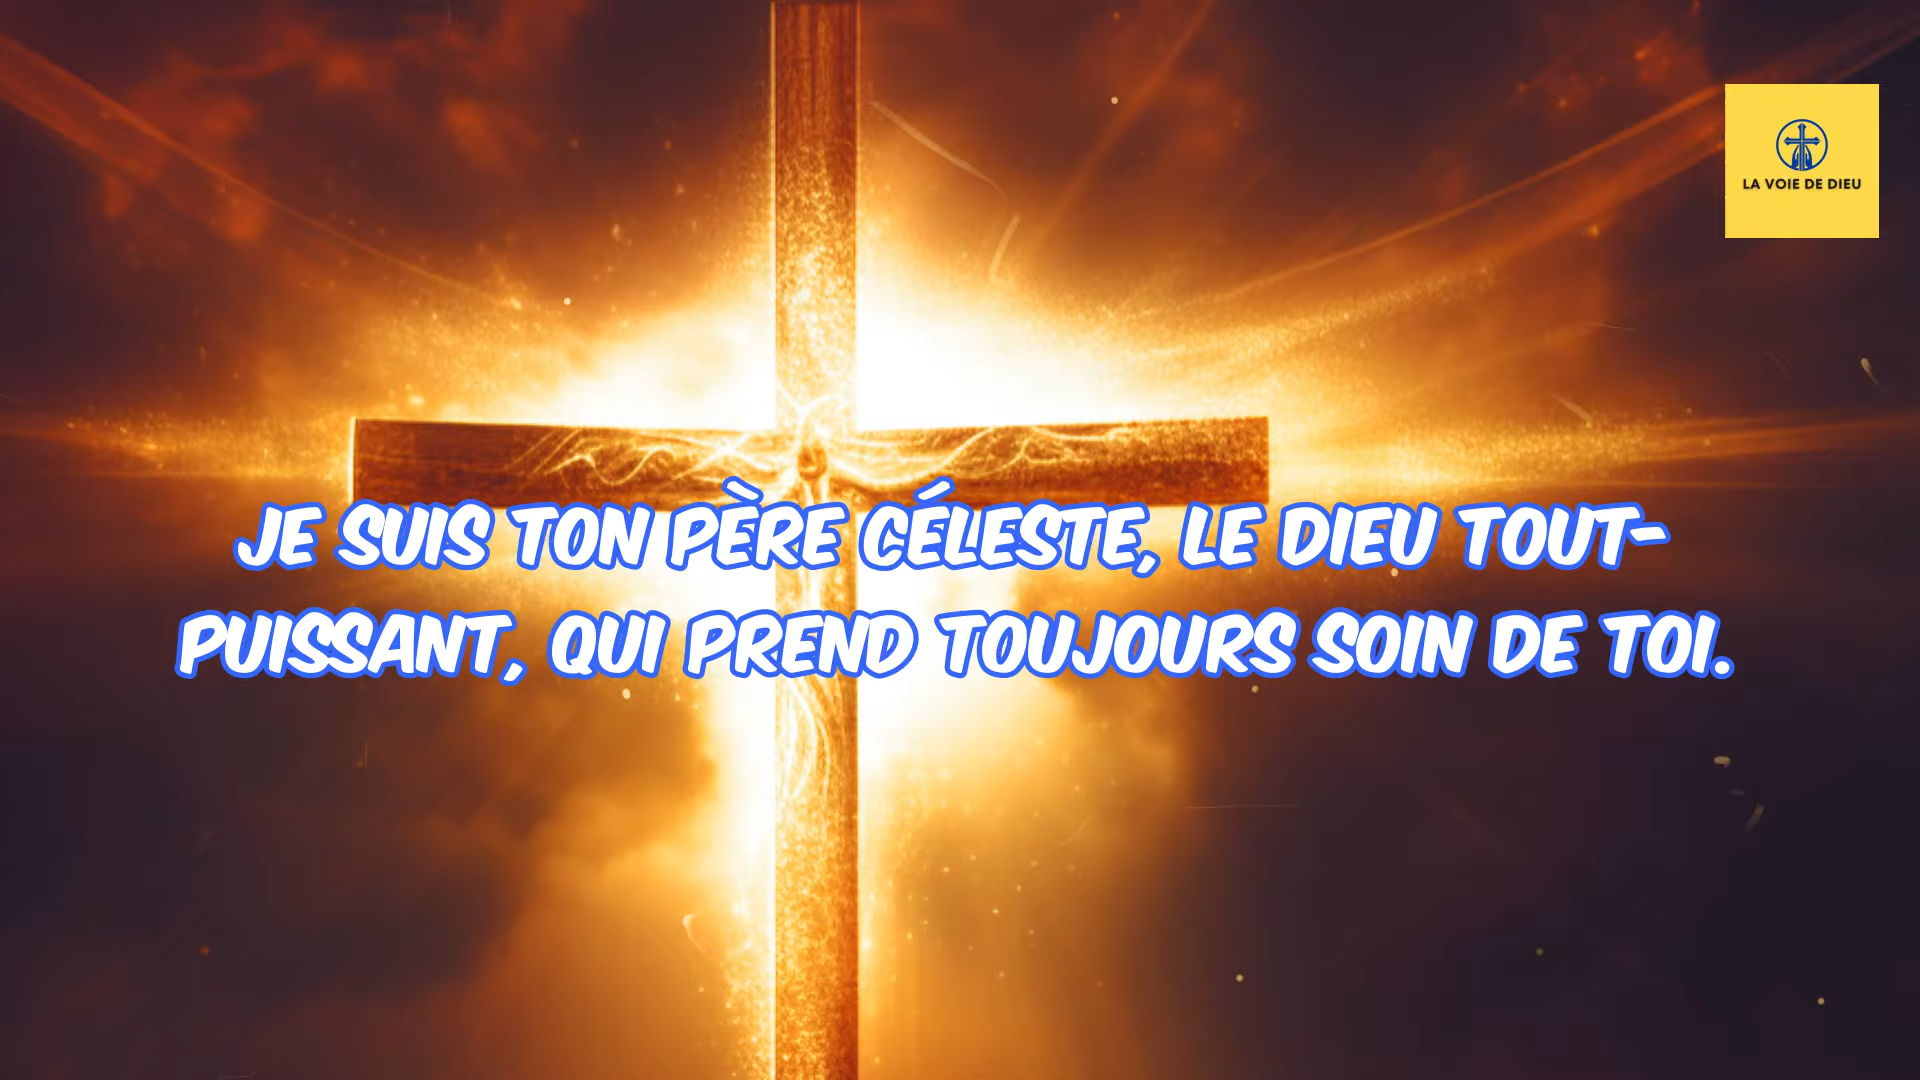 LA VOIE DE DIEU
JE SUIS TON PÈRE CÉLESTE, LE DIEU TOUT-
PUISSANT, QUI PREND TOUJOURS SOIN DE TOI.